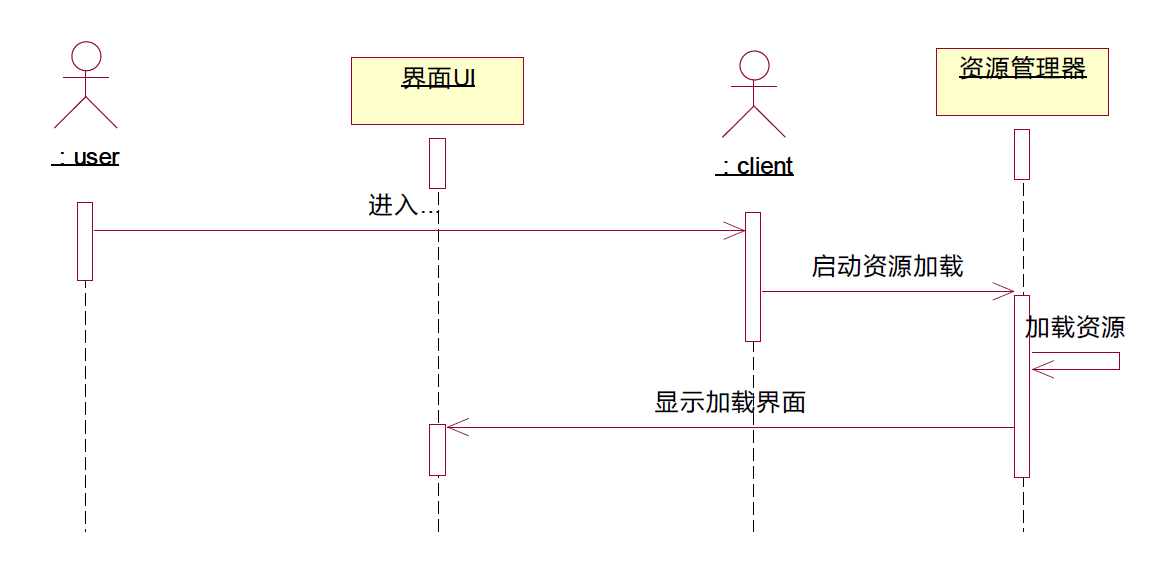 界面UI
资源管理器
: user
: client
进入...
启动资源加载
加载资源
显示加载界面